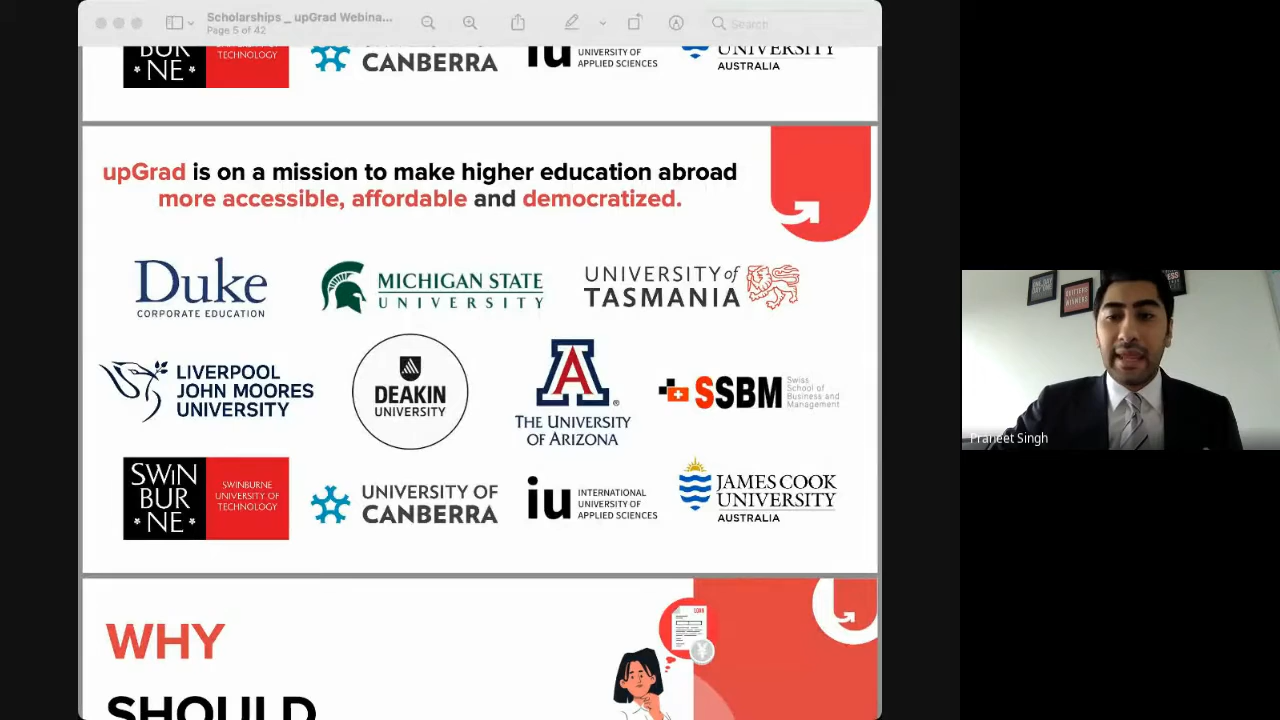 Scholarships _ upGrad Webina...
Page 5 of 42
Search
BUR
NE
TECHNOLOGY
CANBERRA
iu
UNIVERSITY OF
APPLIED SCIENCES
UNIVERSITY
AUSTRALIA
upGrad is on a mission to make higher education abroad
more accessible, affordable and democratized.
Duke
CORPORATE EDUCATION
MICHIGAN STATE
UNIVERSITY
UNIVERSITY of
TASMANIA
LIVERPOOL
JOHN MOORES
UNIVERSITY
DEAKIN
UNIVERSITY
A
THE UNIVERSITY
OF ARIZONA
SSBM
Swiss
School of
Business and
Management
SWIN
BUR
NE
SWINBURNE
UNIVERSITY OF
TECHNOLOGY
UNIVERSITY OF
CANBERRA
iu
INTERNATIONAL
UNIVERSITY OF
APPLIED SCIENCES
JAMES COOK
UNIVERSITY
AUSTRALIA
WHY
SHOULD
LOAN
Praneet Singh